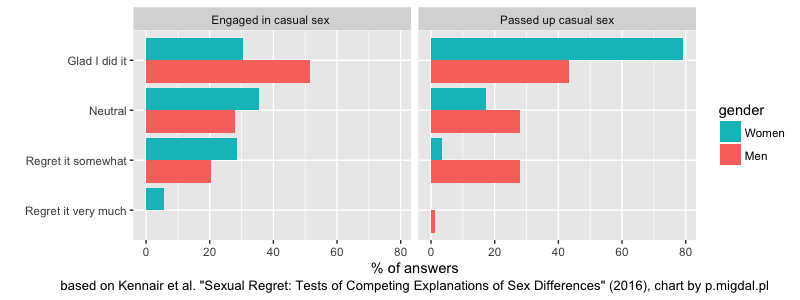 Engaged in casual sex
Passed up casual sex
Glad I did it
Neutral
Regret it somewhat
Regret it very much
0 20 40 60 80
0 20 40 60 80
% of answers
gender
Women
Men
based on Kennair et al. "Sexual Regret: Tests of Competing Explanations of Sex Differences" (2016), chart by p.migdal.pl